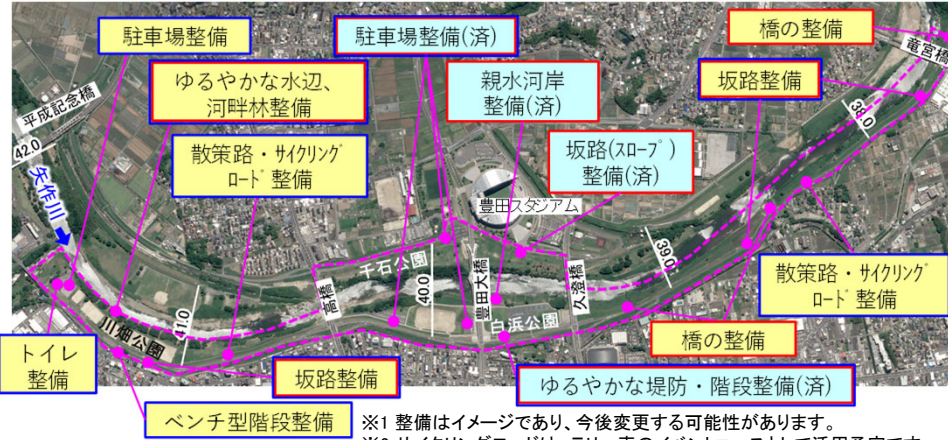 駐車場整備
駐車場整備(済)
橋の整備
竜宮橋
ゆるやかな水辺、
河畔林整備
親水河岸
整備(済)
坂路整備
平成記念橋
42.0
38.0
散策路・サイクリング
ロード整備
坂路(スロープ)
整備(済)
矢作川
豊田スタジアム
千石公園
39.0
散策路・サイクリング
ロード整備
高橋
40.0
豊田大橋
久澄橋
41.0
白浜公園
川畑公園
橋の整備
トイレ
整備
坂路整備
ゆるやかな堤防・階段整備(済)
ベンチ型階段整備
※1 整備はイメージであり、今後変更する可能性があります。